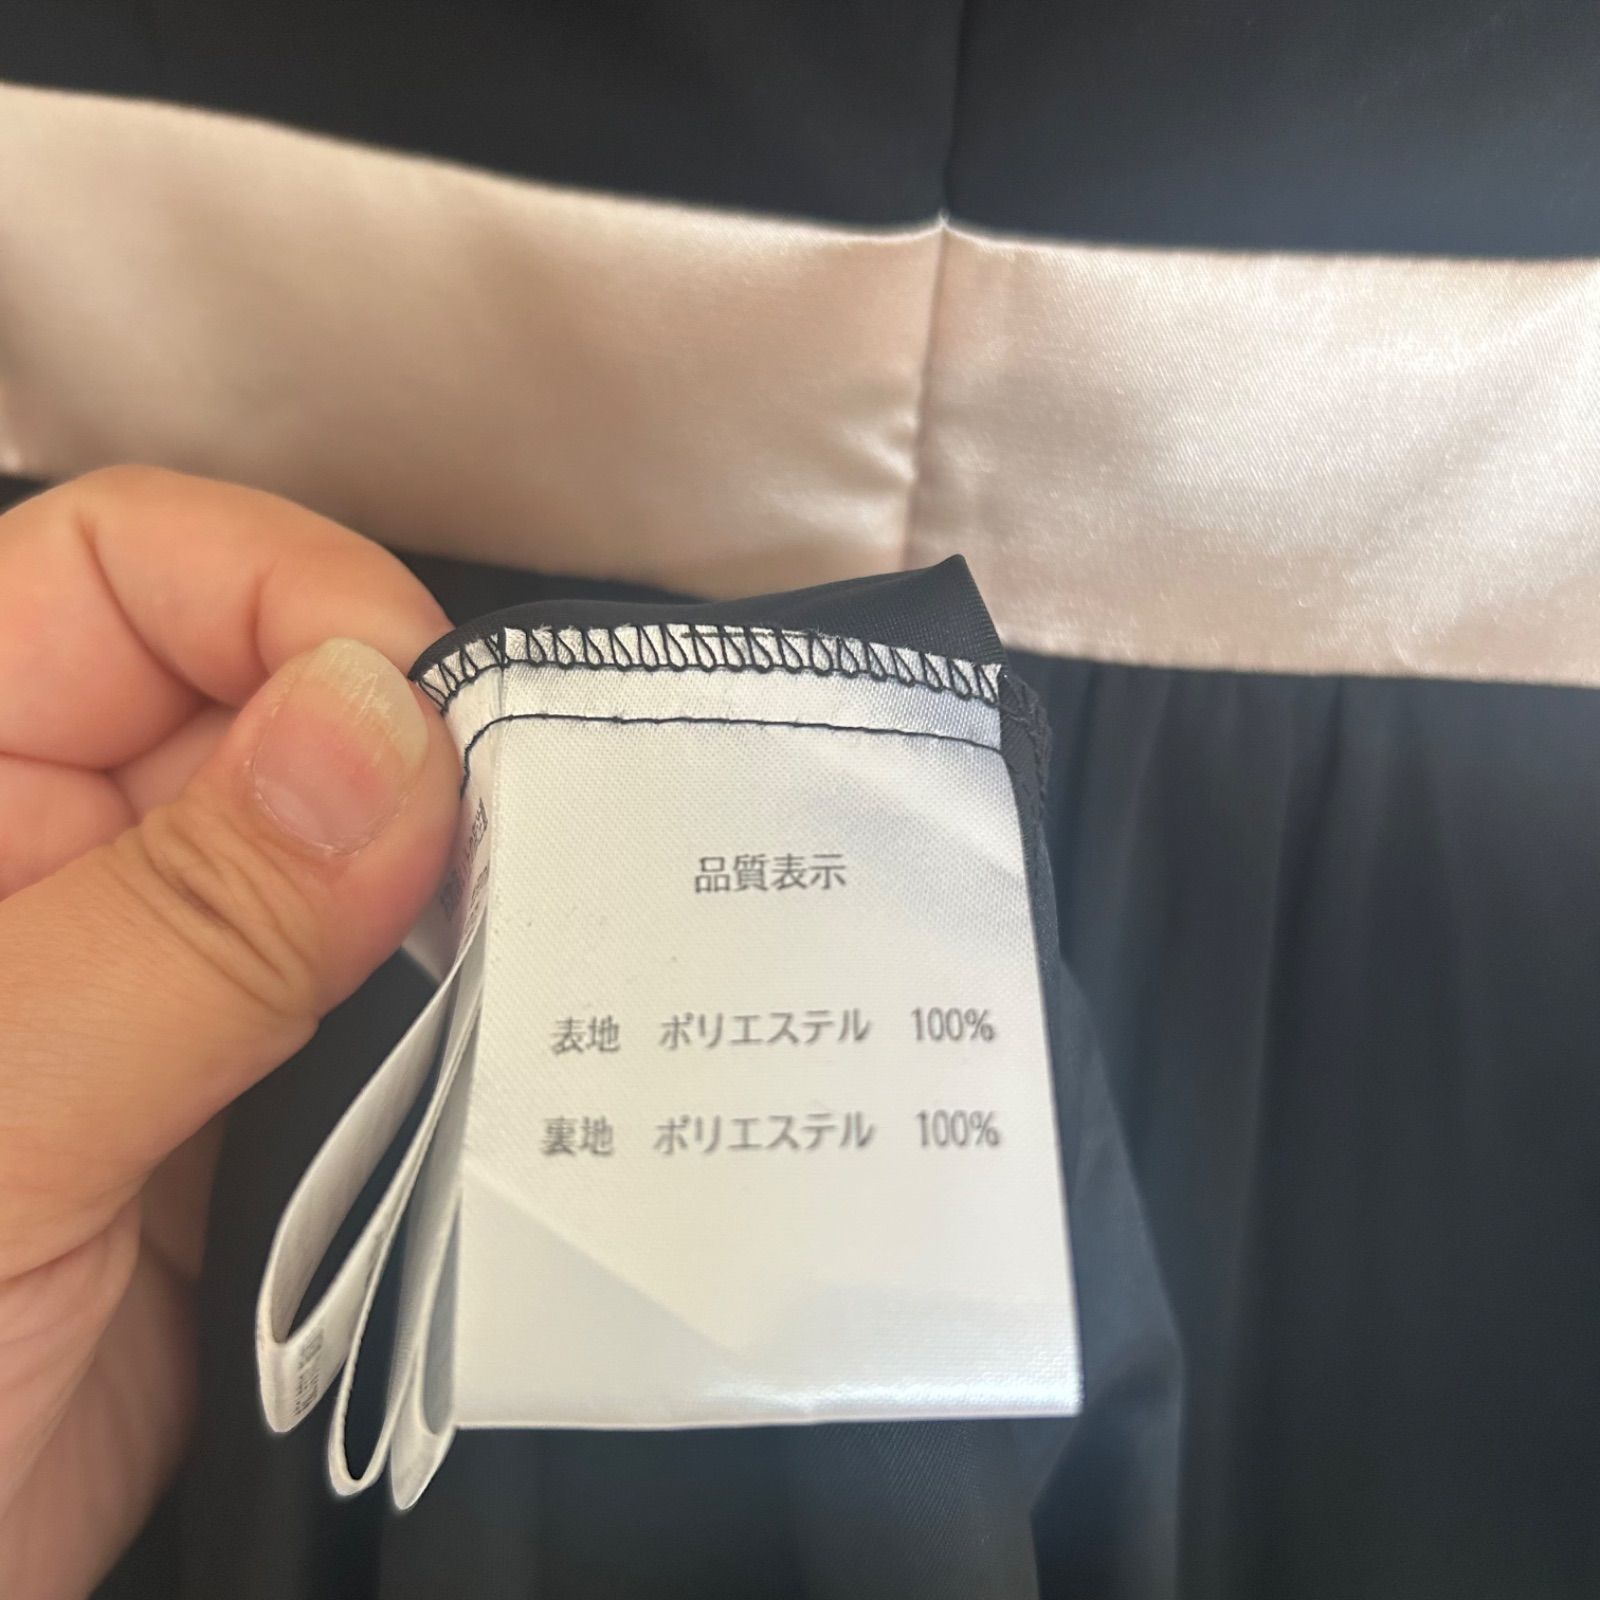 品質表示
表地 ポリエステル 100%
裏地 ポリエステル 100%